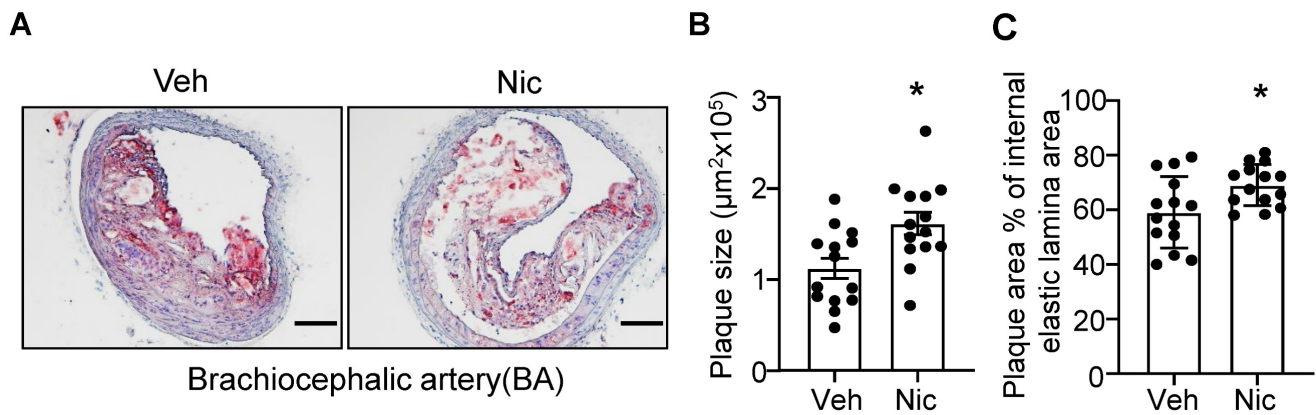 A
Veh
Nic
Brachiocephalic artery(BA)
B
*
Plaque size (μm²x10⁵)
3
2
1
0
Veh
Nic
C
*
Plaque area % of internal
elastic lamina area
100
80
60
40
20
0
Veh
Nic